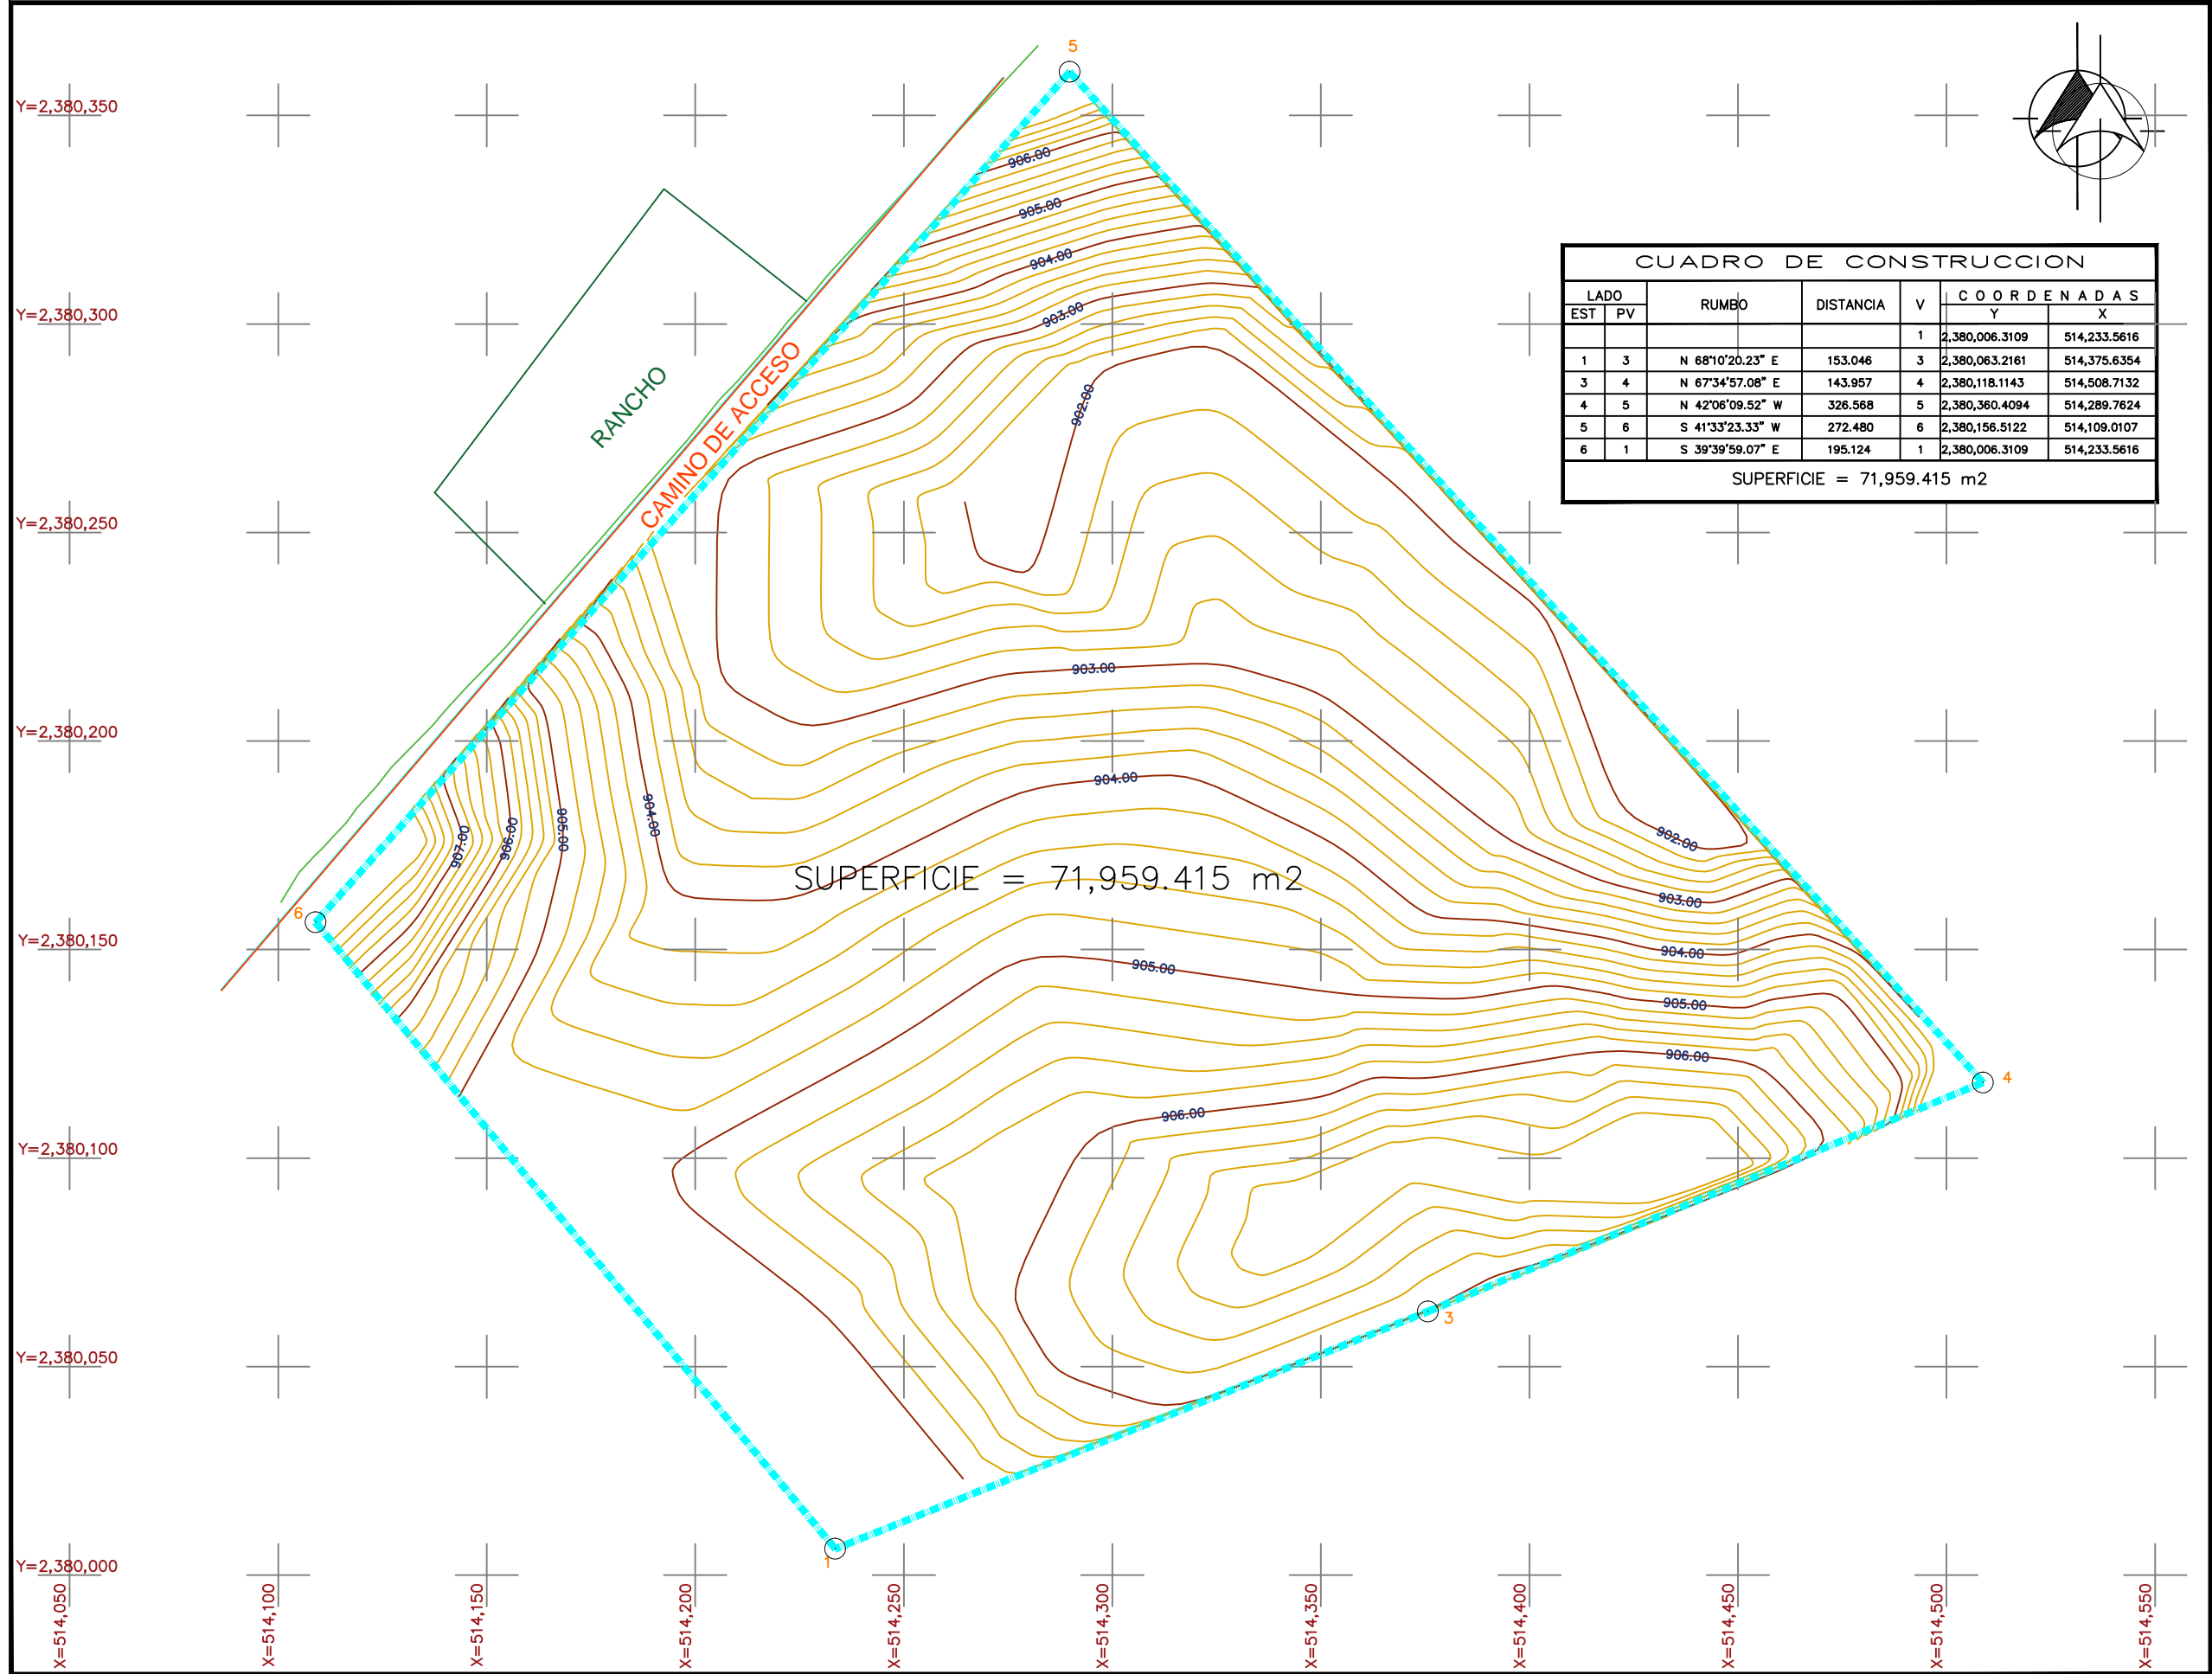 5
Y=2,380,350
906.00
905.00
904.00
903.00
902.00
CUADRO DE CONSTRUCCION
LADO RUMBO DISTANCIA V COORDENADAS
EST PV Y X
1 2,380,006.3109 514,233.5616
1 3 N 68°10'20.23" E 153.046 3 2,380,063.2161 514,375.6354
3 4 N 67°34'57.08" E 143.957 4 2,380,118.1143 514,508.7132
4 5 N 42°06'09.52" W 326.568 5 2,380,360.4094 514,289.7624
5 6 S 41°33'23.33" W 272.480 6 2,380,156.5122 514,109.0107
6 1 S 39°39'59.07" E 195.124 1 2,380,006.3109 514,233.5616
SUPERFICIE = 71,959.415 m2
Y=2,380,300
RANCHO
CAMINO DE ACCESO
Y=2,380,250
903.00
Y=2,380,200
904.00
907.00
906.00
905.00
904.00
902.00
SUPERFICIE = 71,959.415 m2
903.00
6
Y=2,380,150
904.00
905.00
905.00
906.00
4
906.00
Y=2,380,100
3
Y=2,380,050
1
Y=2,380,000
X=514,050
X=514,100
X=514,150
X=514,200
X=514,250
X=514,300
X=514,350
X=514,400
X=514,450
X=514,500
X=514,550